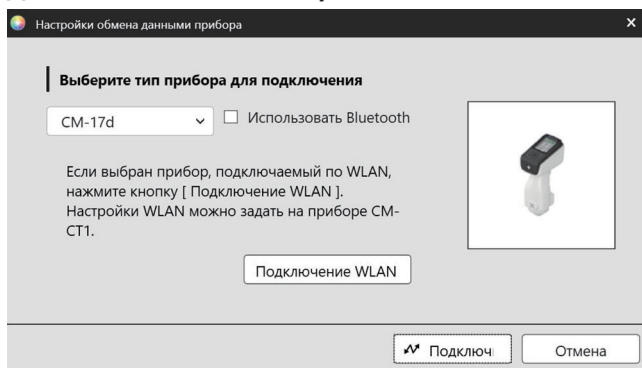 Настройки обмена данными прибора
Выберите тип прибора для подключения
CM-17d
Использовать Bluetooth
Если выбран прибор, подключаемый по WLAN,
нажмите кнопку [ Подключение WLAN ].
Настройки WLAN можно задать на приборе CM-
CT1.
Подключение WLAN
Подключ
Отмена